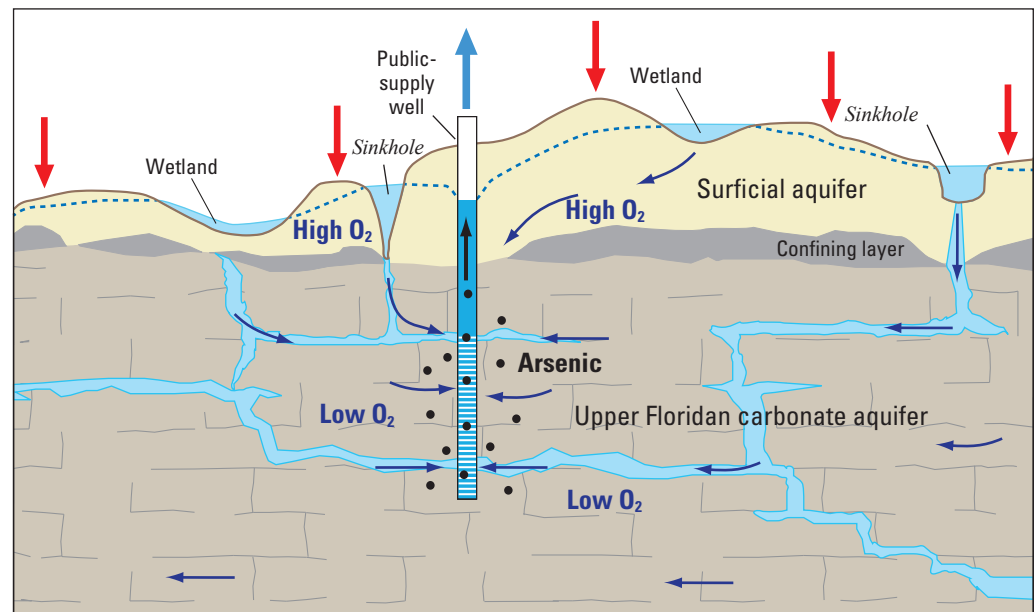 Public-
supply
well
Wetland
Sinkhole
Wetland
Sinkhole
Surficial aquifer
High O₂
High O₂
Confining layer
Arsenic
Low O₂
Upper Floridan carbonate aquifer
Low O₂